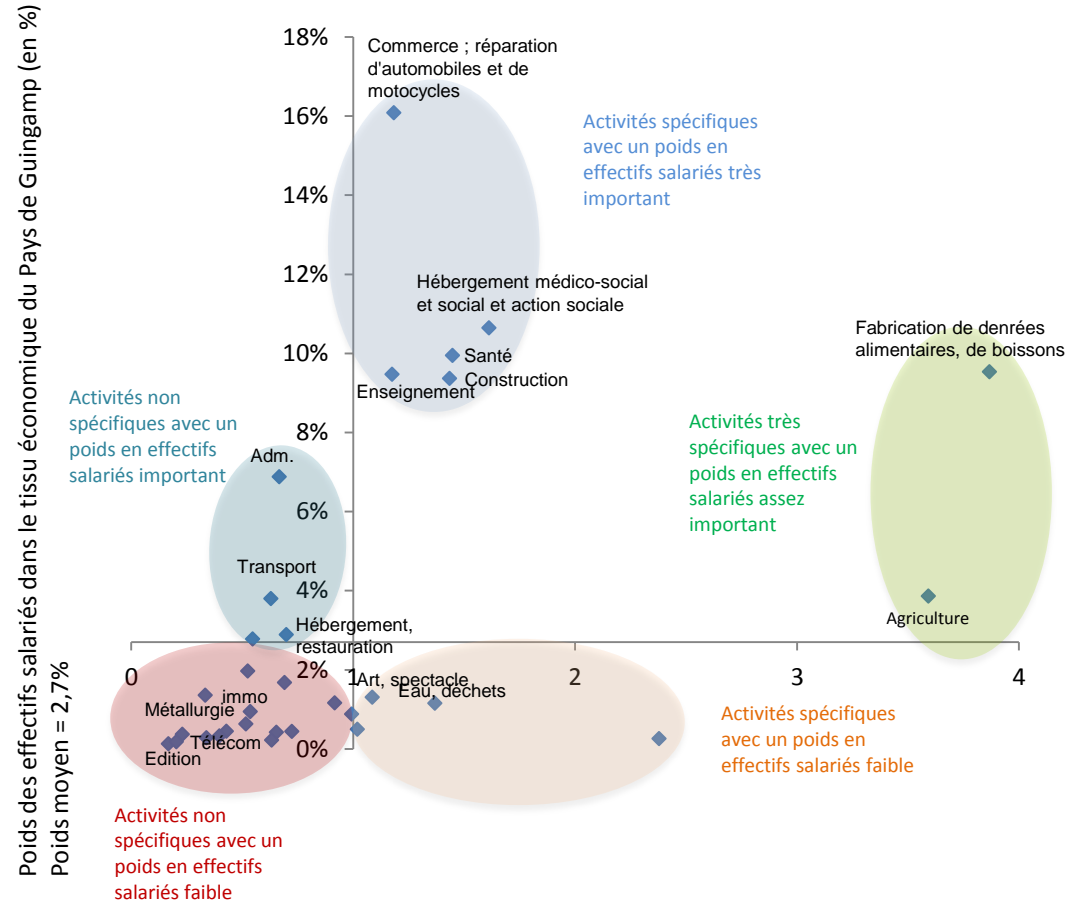 Poids des effectifs salariés dans le tissu économique du Pays de Guingamp (en %)
Poids moyen = 2,7%
18%
16%
14%
12%
10%
8%
6%
4%
2%
0%
0
1
2
3
4
Commerce ; réparation
d'automobiles et de
motocycles
Activités spécifiques
avec un poids en
effectifs salariés très
important
Hébergement médico-social
et social et action sociale
Santé
Construction
Enseignement
Fabrication de denrées
alimentaires, de boissons
Activités non
spécifiques avec un
poids en effectifs
salariés important
Adm.
Transport
Activités très
spécifiques avec un
poids en effectifs
salariés assez
important
Agriculture
Hébergement,
restauration
Art, spectacle
Eau, déchets
immo
Métallurgie
Télécom
Edition
Activités spécifiques
avec un poids en
effectifs salariés faible
Activités non
spécifiques avec un
poids en effectifs
salariés faible